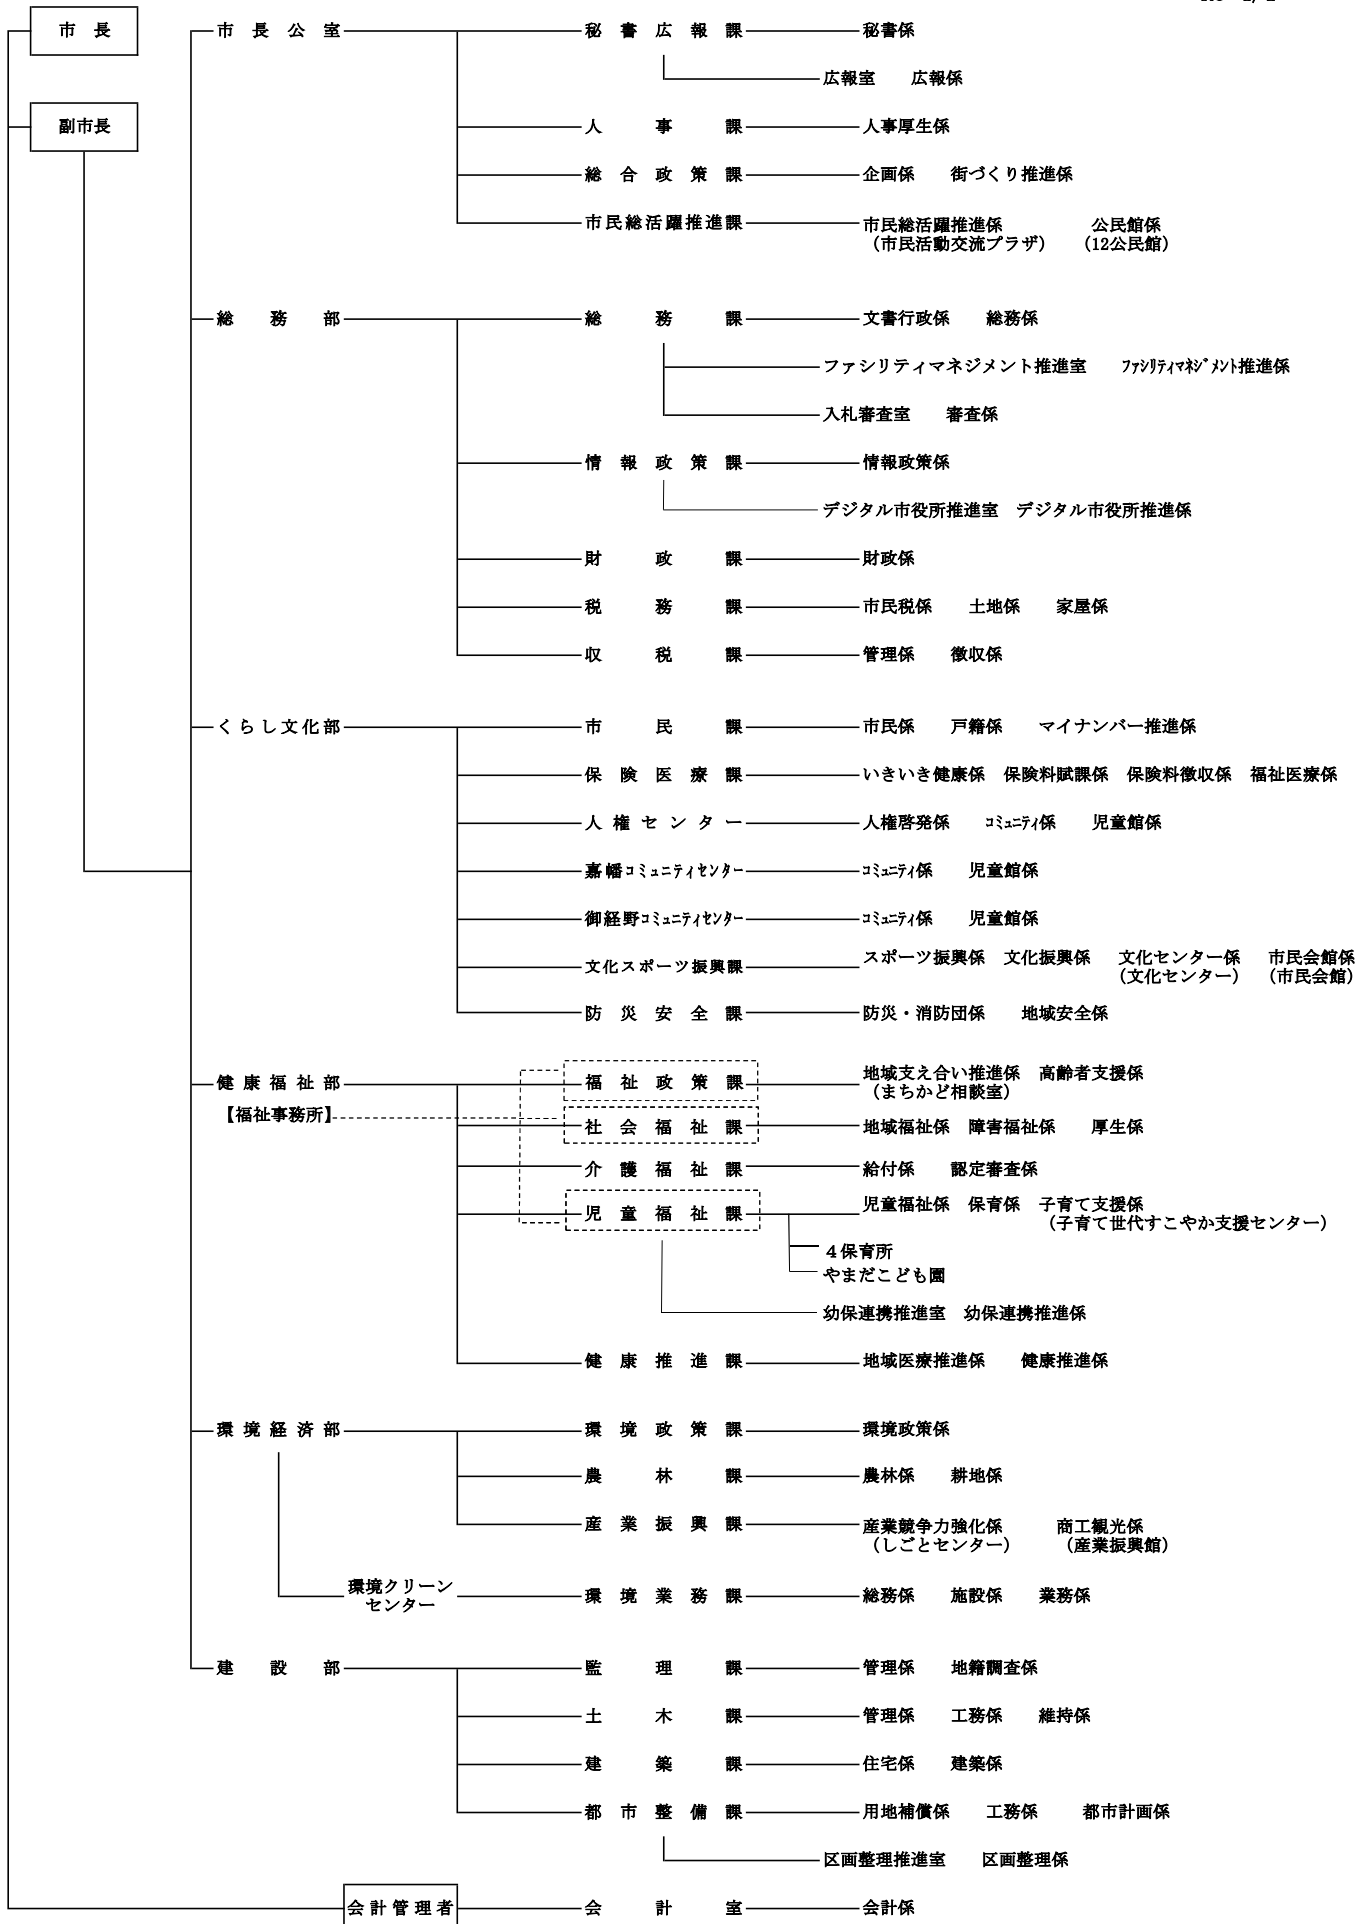 市長 市長公室 秘書広報課 秘書係
広報室 広報係
副市長 人事課 人事厚生係
総合政策課 企画係 街づくり推進係
市民総活躍推進課 市民総活躍推進係 公民館係
(市民活動交流プラザ) (12公民館)
総務部 総務課 文書行政係 総務係
ファシリティマネジメント推進室 ファシリティマネジメント推進係
入札審査室 審査係
情報政策課 情報政策係
デジタル市役所推進室 デジタル市役所推進係
財政課 財政係
税務課 市民税係 土地係 家屋係
収税課 管理係 徴収係
くらし文化部 市民課 市民係 戸籍係 マイナンバー推進係
保険医療課 いきいき健康係 保険料賦課係 保険料徴収係 福祉医療係
人権センター 人権啓発係 コミュニティ係 児童館係
嘉幡コミュニティセンター コミュニティ係 児童館係
御経野コミュニティセンター コミュニティ係 児童館係
文化スポーツ振興課 スポーツ振興係 文化振興係 文化センター係 市民会館係
(文化センター) (市民会館)
防災安全課 防災・消防団係 地域安全係
健康福祉部 福祉政策課 地域支え合い推進係 高齢者支援係
(まちかど相談室)
【福祉事務所】 社会福祉課 地域福祉係 障害福祉係 厚生係
介護福祉課 給付係 認定審査係
児童福祉課 児童福祉係 保育係 子育て支援係
(子育て世代すこやか支援センター)
4保育所
やまだこども園
幼保連携推進室 幼保連携推進係
健康推進課 地域医療推進係 健康推進係
環境経済部 環境政策課 環境政策係
農林課 農林係 耕地係
産業振興課 産業競争力強化係 商工観光係
(しごとセンター) (産業振興館)
環境クリーン
センター 環境業務課 総務係 施設係 業務係
建設部 監理課 管理係 地籍調査係
土木課 管理係 工務係 維持係
建築課 住宅係 建築係
都市整備課 用地補償係 工務係 都市計画係
区画整理推進室 区画整理係
会計管理者 会計室 会計係